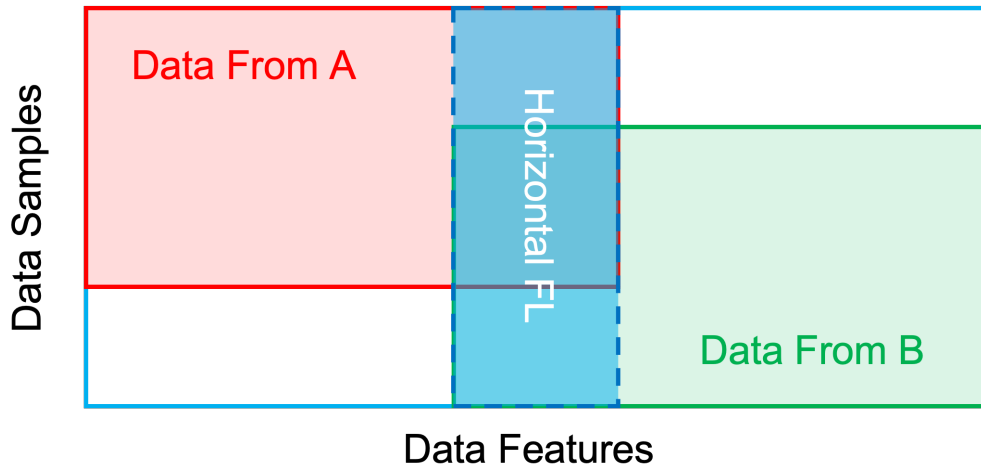 Data From A
Horizontal FL
Data Samples
Data From B
Data Features